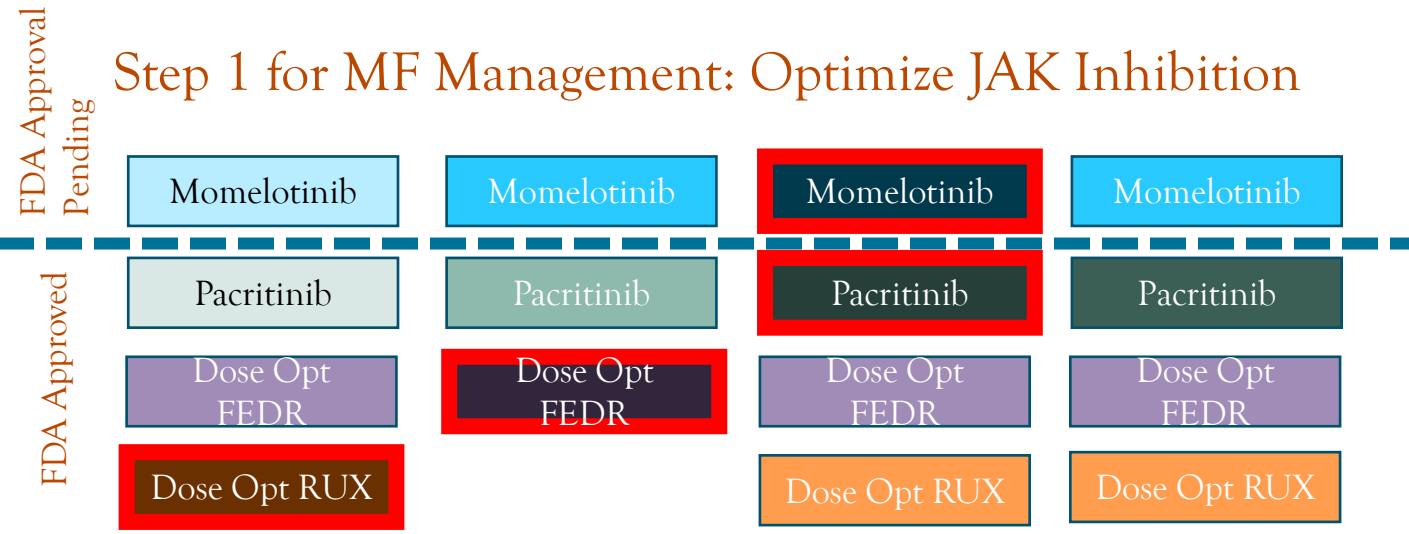 FDA Approval
Pending
Step 1 for MF Management: Optimize JAK Inhibition
Momelotinib
Momelotinib
Momelotinib
Momelotinib
FDA Approved
Pacritinib
Pacritinib
Pacritinib
Pacritinib
Dose Opt
FEDR
Dose Opt
FEDR
Dose Opt
FEDR
Dose Opt
FEDR
Dose Opt RUX
Dose Opt RUX
Dose Opt RUX